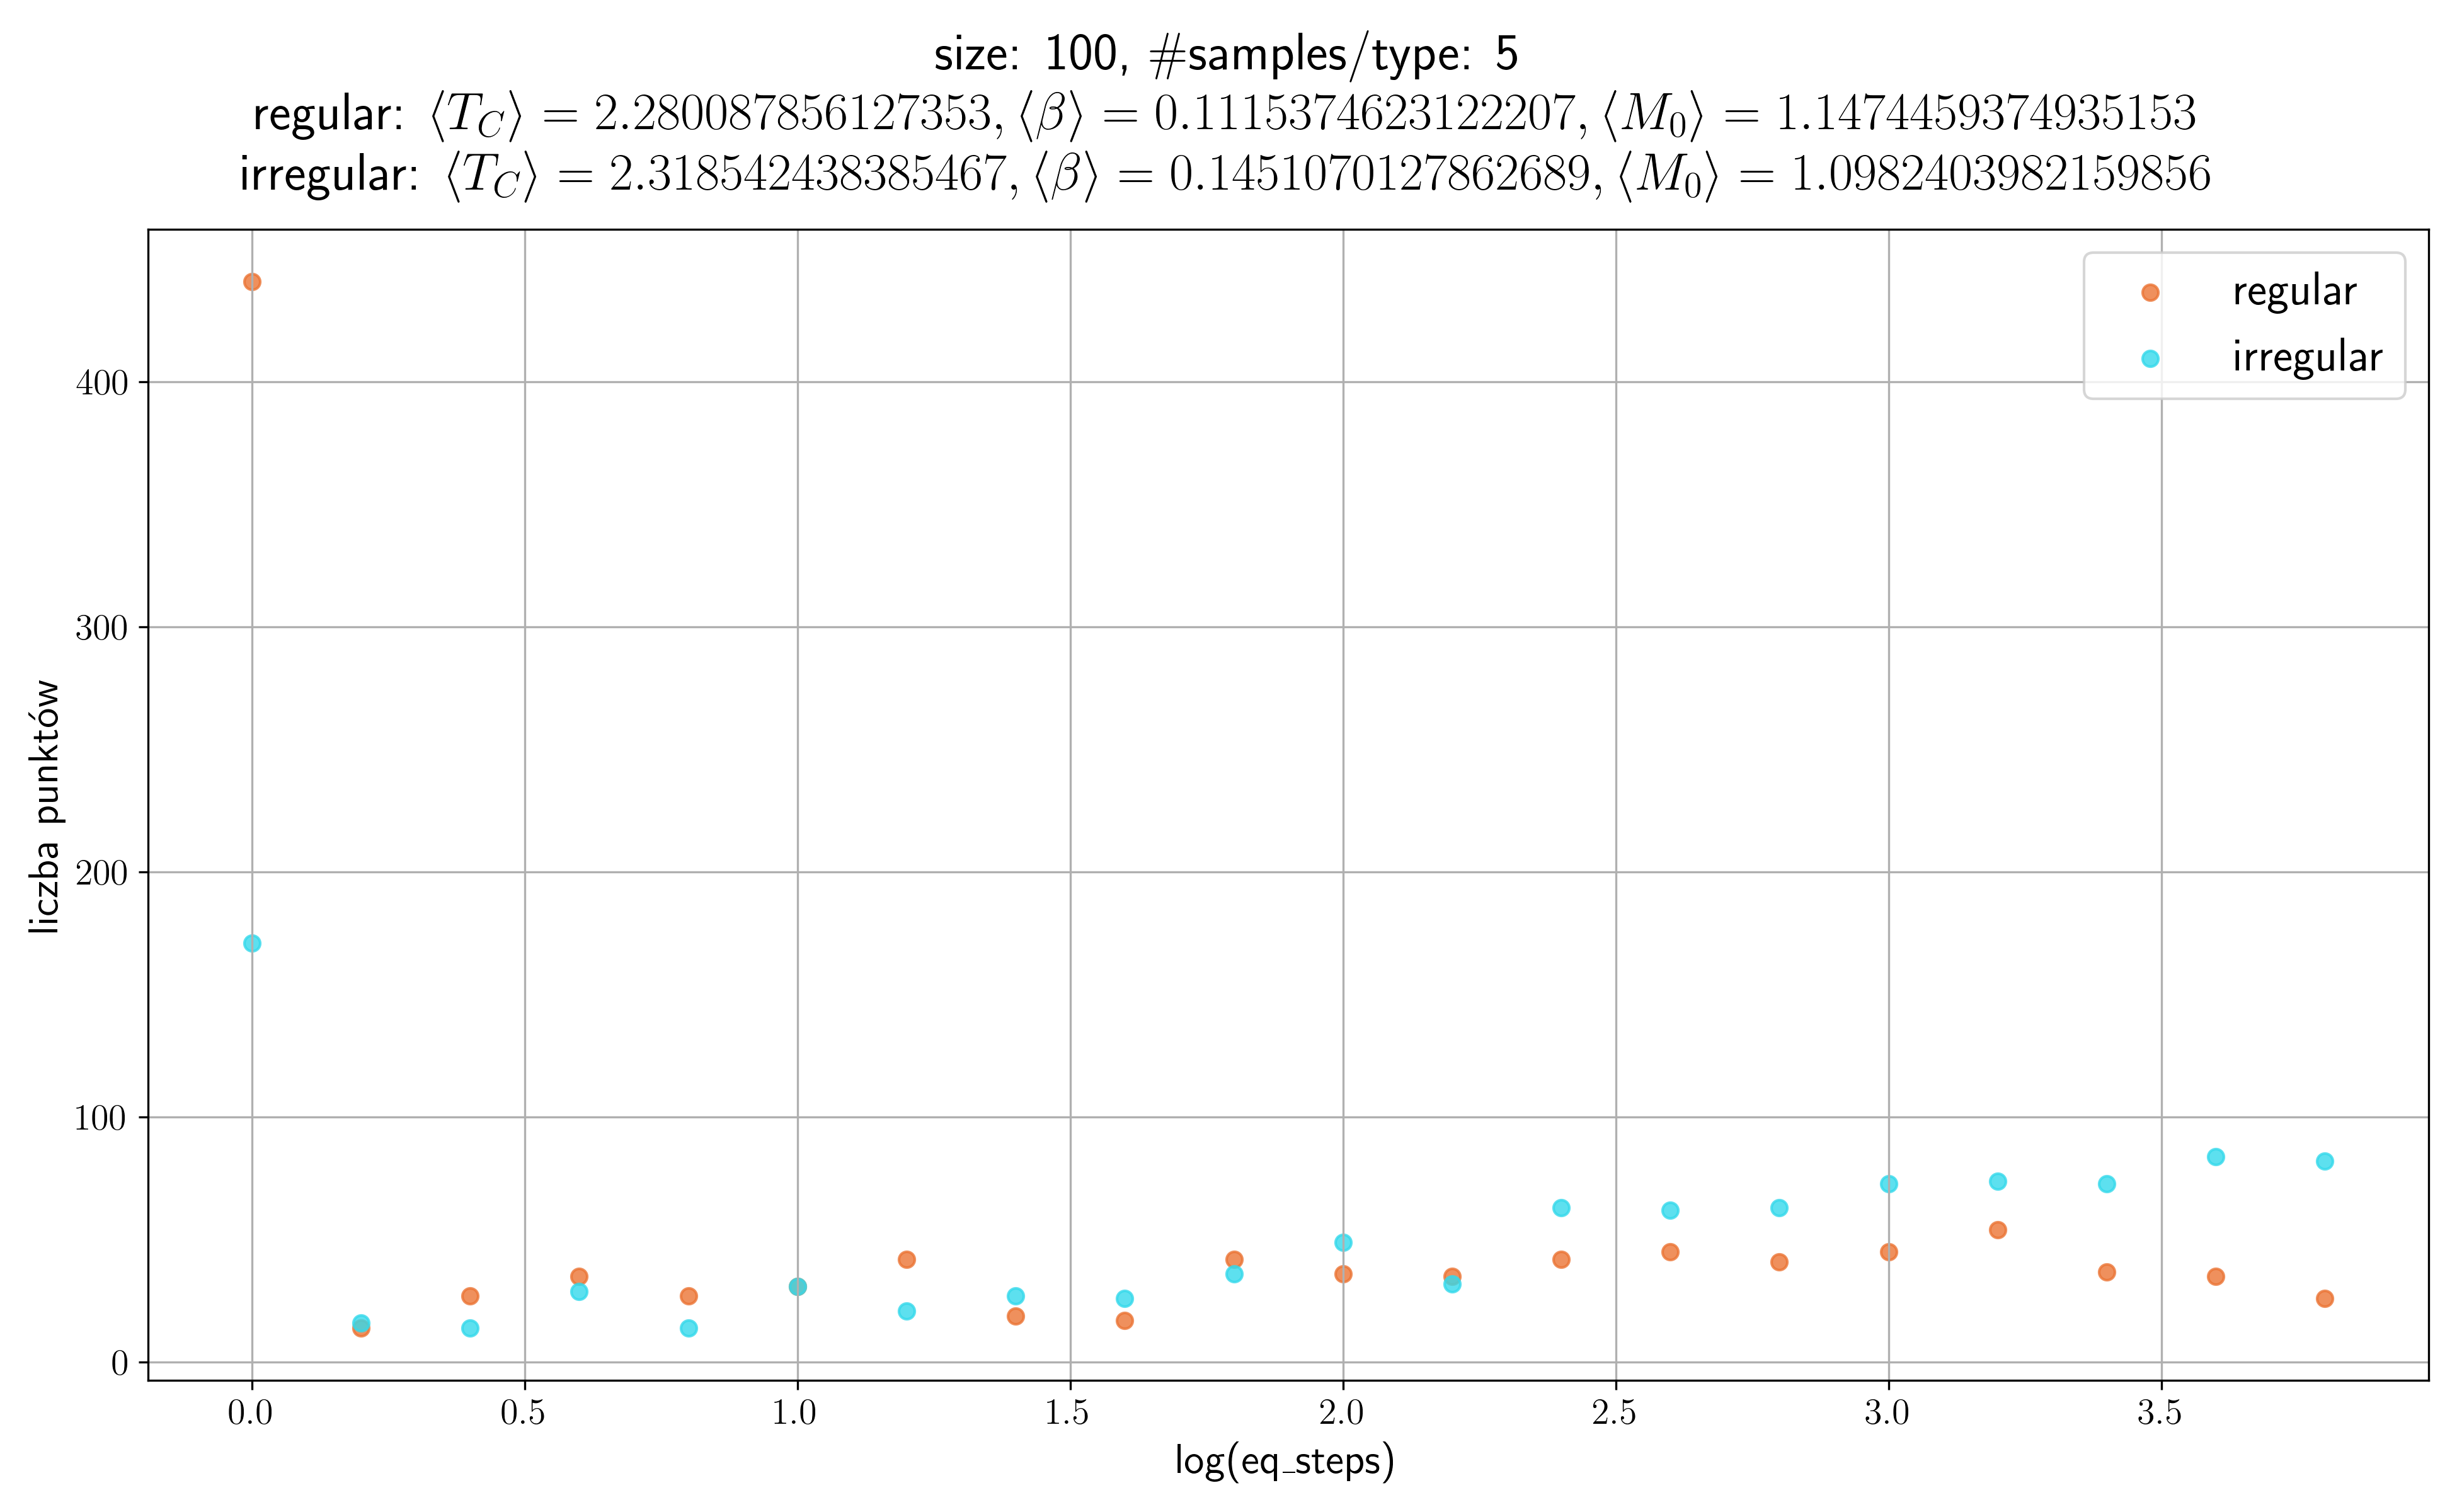 size: 100, #samples/type: 5
regular: ⟨T_C⟩ = 2.280087856127353, ⟨β⟩ = 0.1115374623122207, ⟨M_0⟩ = 1.1474459374935153
irregular: ⟨T_C⟩ = 2.318542438385467, ⟨β⟩ = 0.1451070127862689, ⟨M_0⟩ = 1.0982403982159856
regular
irregular
400
300
200
100
0
liczba punktów
0.0 0.5 1.0 1.5 2.0 2.5 3.0 3.5
log(eq_steps)